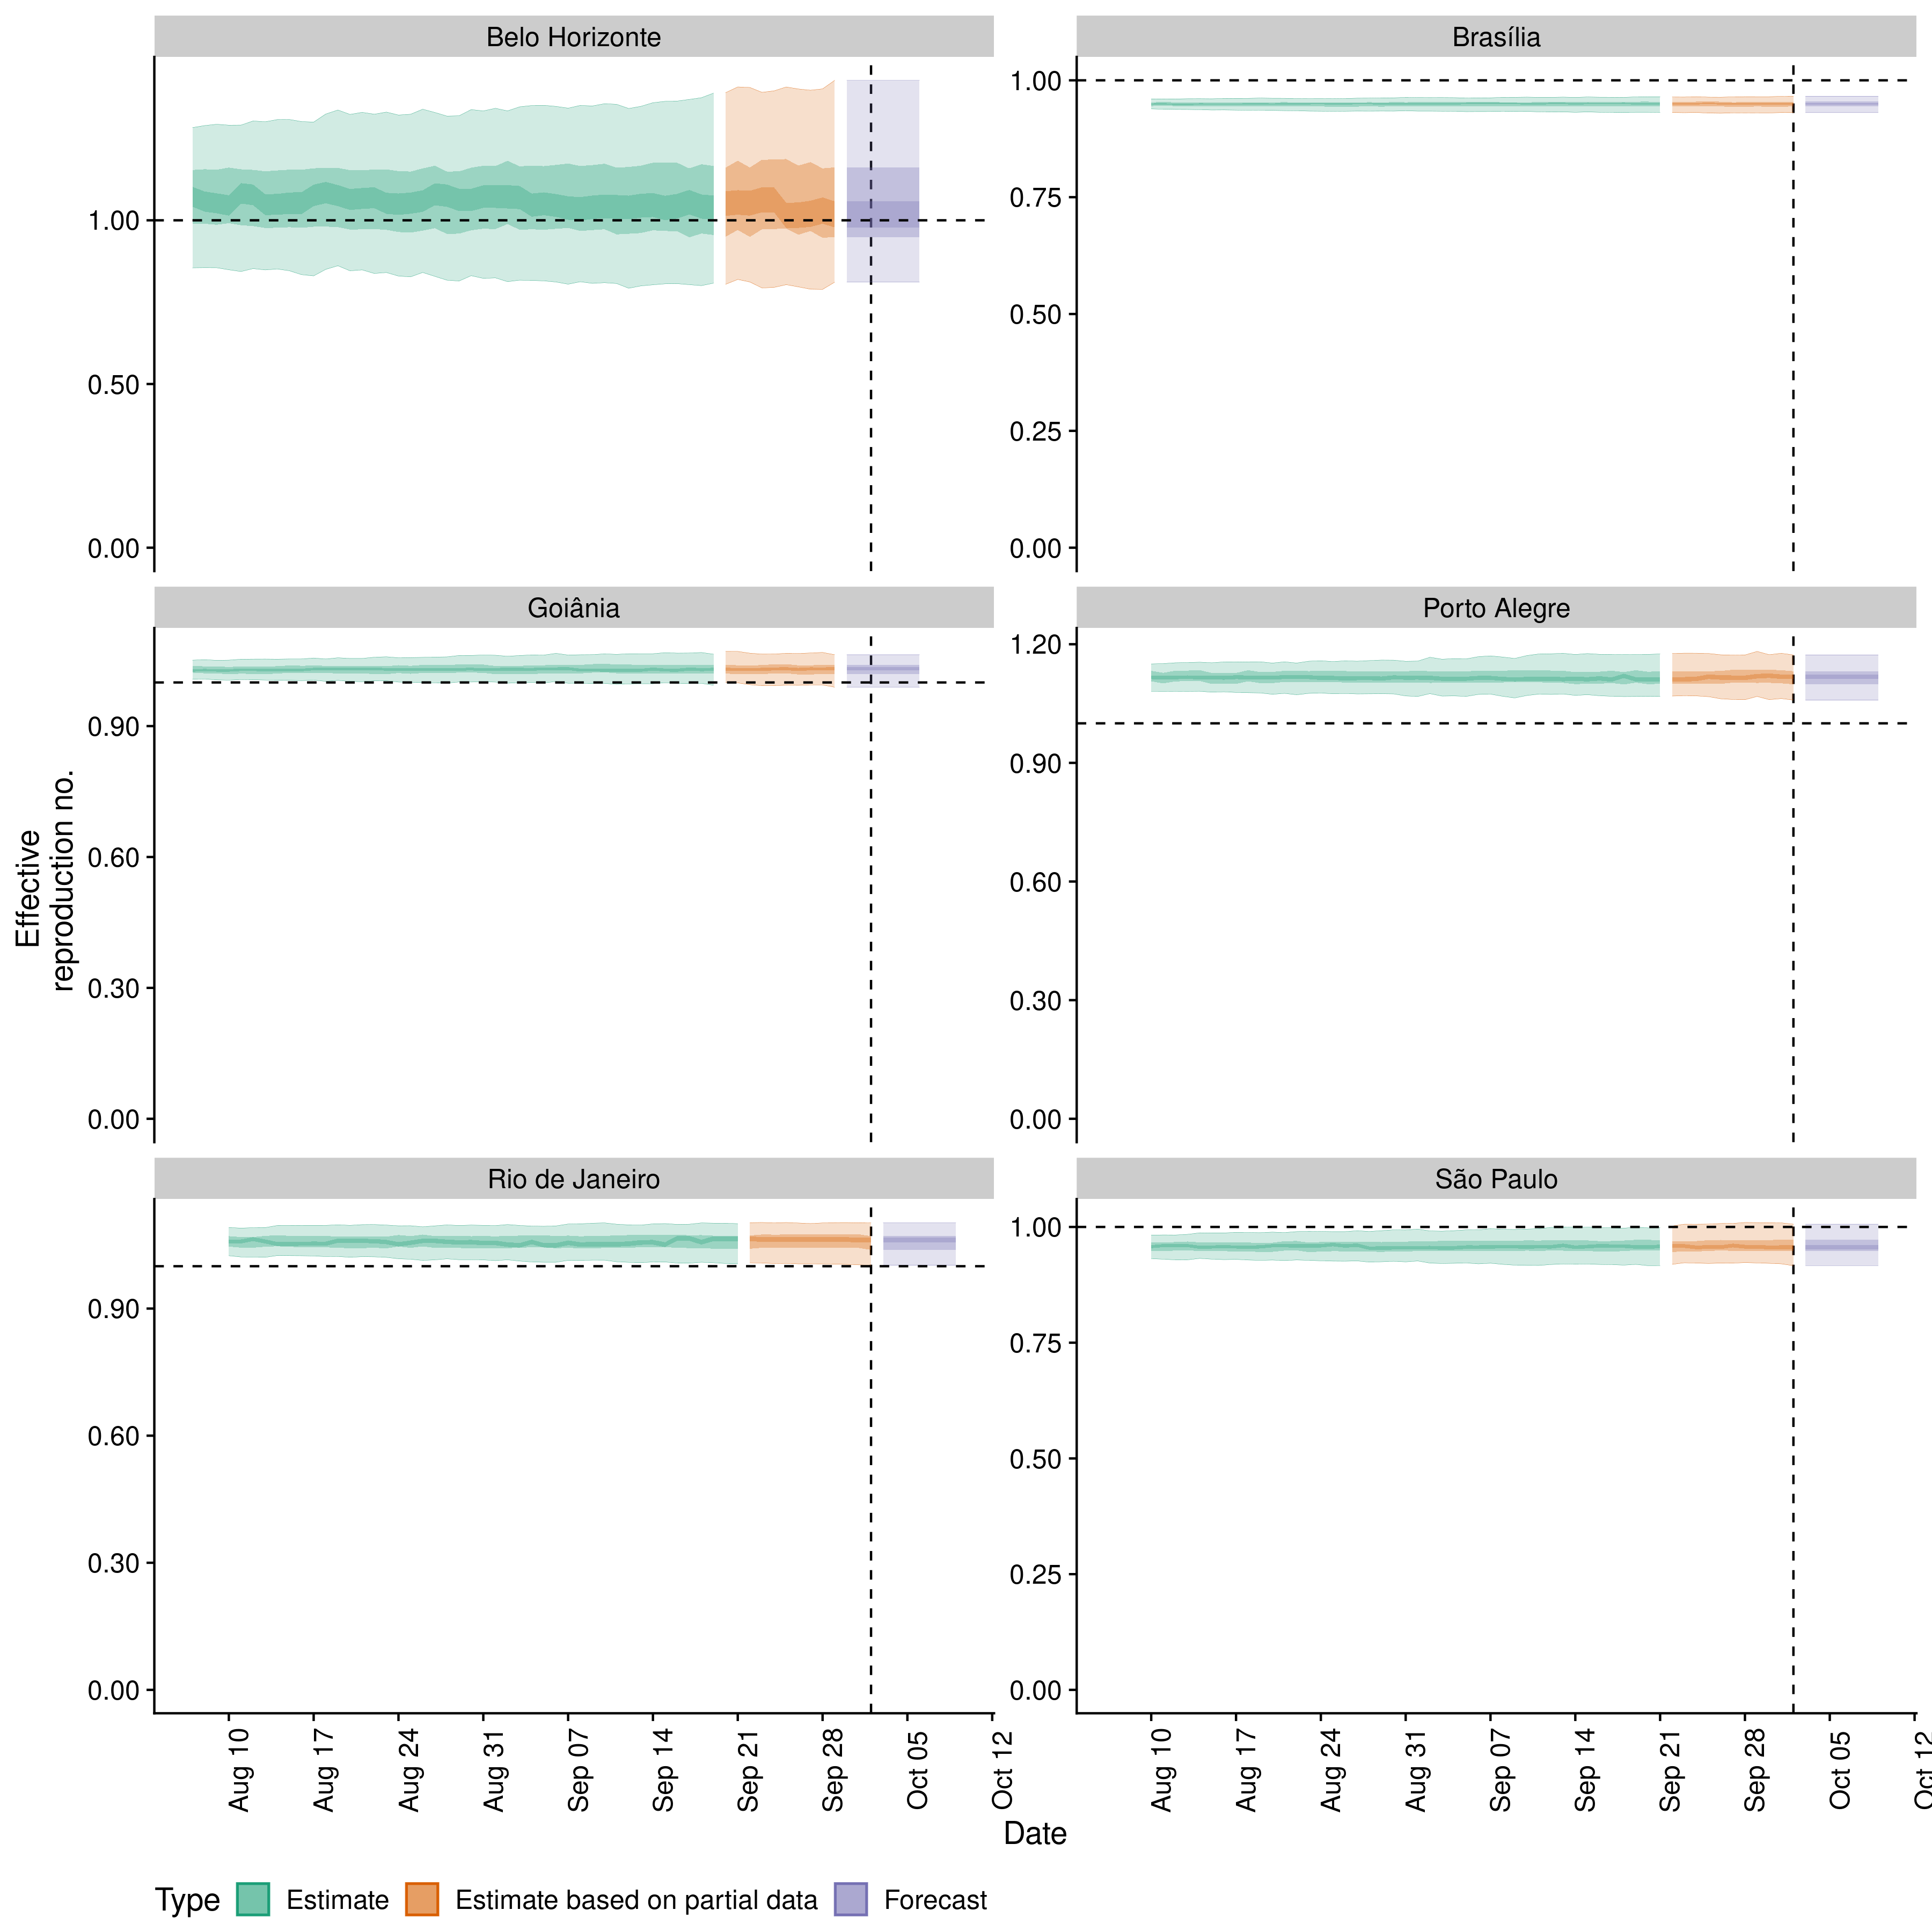 Belo Horizonte
Brasília
1.00
0.50
0.00
1.00
0.75
0.50
0.25
0.00
Goiânia
Porto Alegre
0.90
0.60
0.30
0.00
1.20
0.90
0.60
0.30
0.00
Effective
reproduction no.
Rio de Janeiro
São Paulo
0.90
0.60
0.30
0.00
1.00
0.75
0.50
0.25
0.00
Aug 10
Aug 17
Aug 24
Aug 31
Sep 07
Sep 14
Sep 21
Sep 28
Oct 05
Oct 12
Aug 10
Aug 17
Aug 24
Aug 31
Sep 07
Sep 14
Sep 21
Sep 28
Oct 05
Oct 12
Date
Type Estimate Estimate based on partial data Forecast